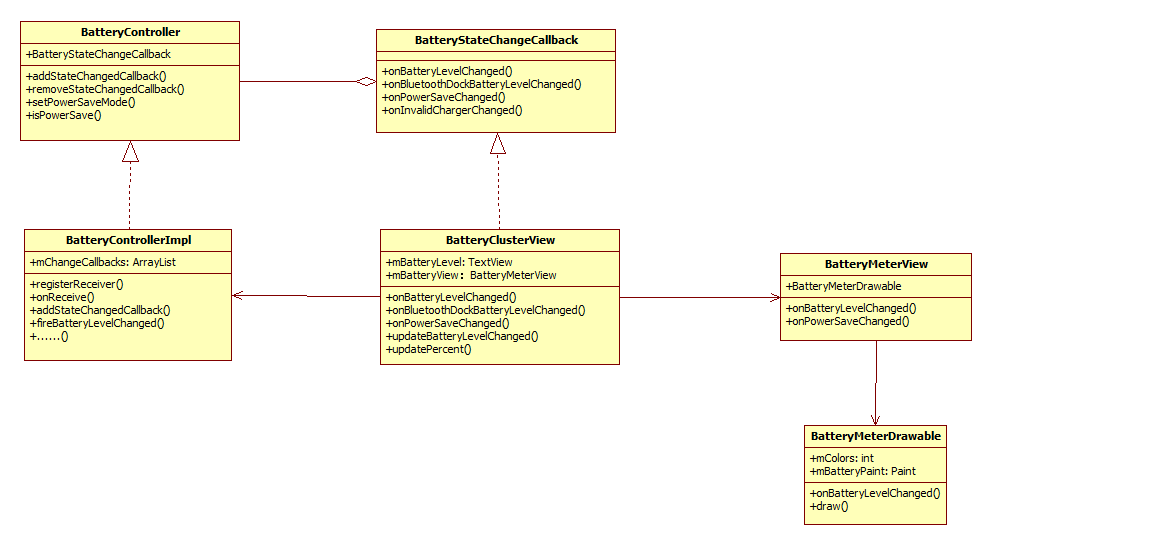 BatteryController
+BatteryStateChangeCallback
+addStateChangedCallback()
+removeStateChangedCallback()
+setPowerSaveMode()
+isPowerSave()
BatteryStateChangeCallback
+onBatteryLevelChanged()
+onBluetoothDockBatteryLevelChanged()
+onPowerSaveChanged()
+onInvalidChargerChanged()
BatteryControllerImpl
+mChangeCallbacks: ArrayList
+registerReceiver()
+onReceive()
+addStateChangedCallback()
+fireBatteryLevelChanged()
+......()
BatteryClusterView
+mBatteryLevel: TextView
+mBatteryView: BatteryMeterView
+onBatteryLevelChanged()
+onBluetoothDockBatteryLevelChanged()
+onPowerSaveChanged()
+updateBatteryLevelChanged()
+updatePercent()
BatteryMeterView
+BatteryMeterDrawable
+onBatteryLevelChanged()
+onPowerSaveChanged()
BatteryMeterDrawable
+mColors: int
+mBatteryPaint: Paint
+onBatteryLevelChanged()
+draw()